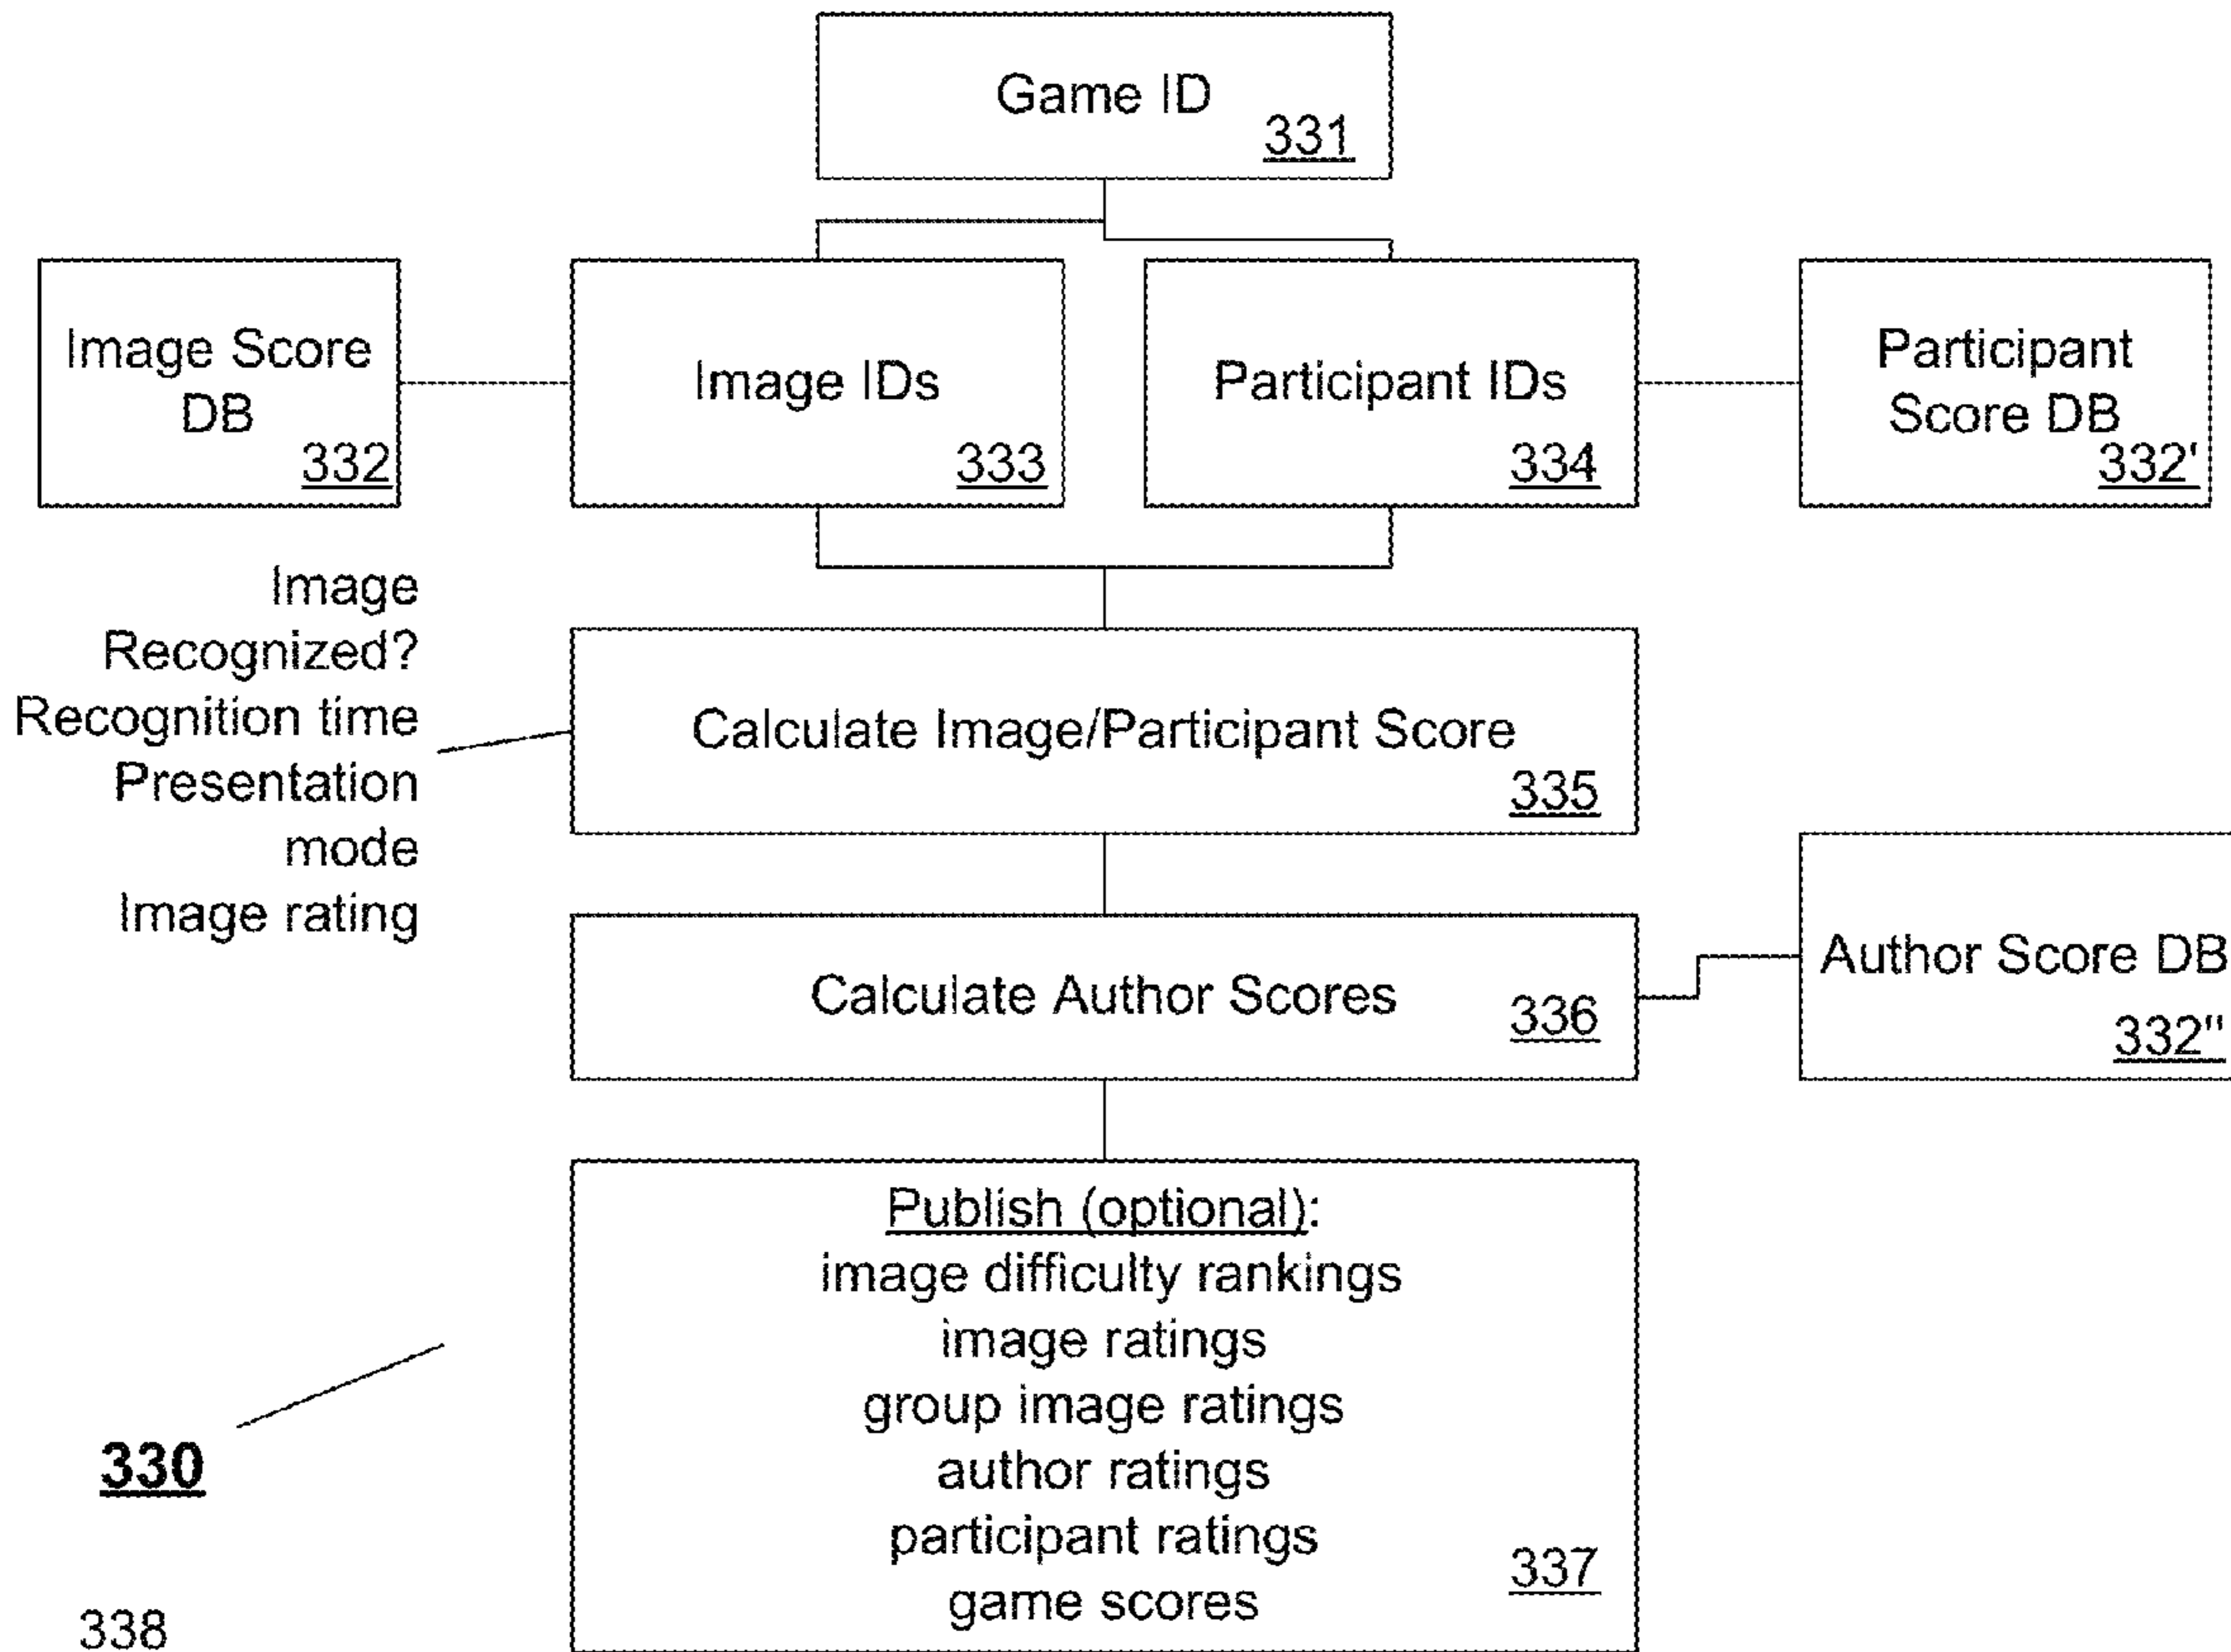 Game ID
331
Image Score
DB
332
Image IDs
333
Participant IDs
334
Participant
Score DB
332'
Image
Recognized?
Recognition time
Presentation
mode
Image rating
Calculate Image/Participant Score
335
Calculate Author Scores
336
Author Score DB
332"
Publish (optional):
image difficulty rankings
image ratings
group image ratings
author ratings
participant ratings
game scores
337
330
338